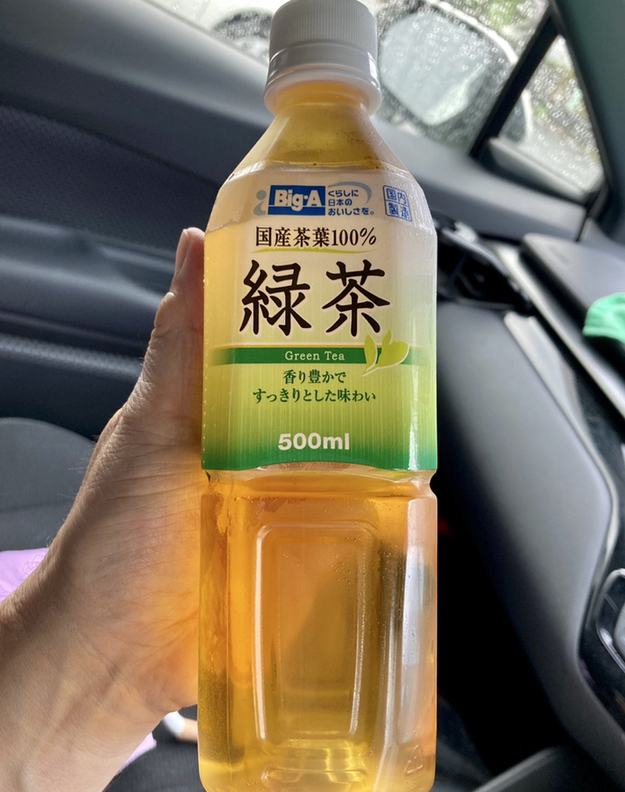 Big-A
くらしに
日本の
おいしさを。
国内
製造
国産茶葉100%
緑茶
Green Tea
香り豊かで
すっきりとした味わい
500ml